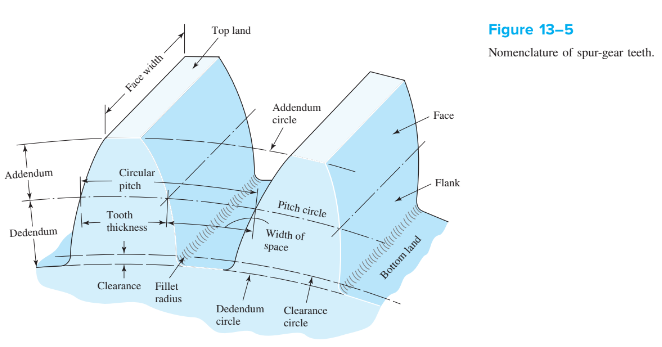 Figure 13–5
Nomenclature of spur-gear teeth.
Top land
Face width
Addendum
circle
Face
Addendum
Circular
pitch
Flank
Pitch circle
Tooth
thickness
Dedendum
Width of
space
Bottom land
Clearance
Fillet
radius
Dedendum
circle
Clearance
circle